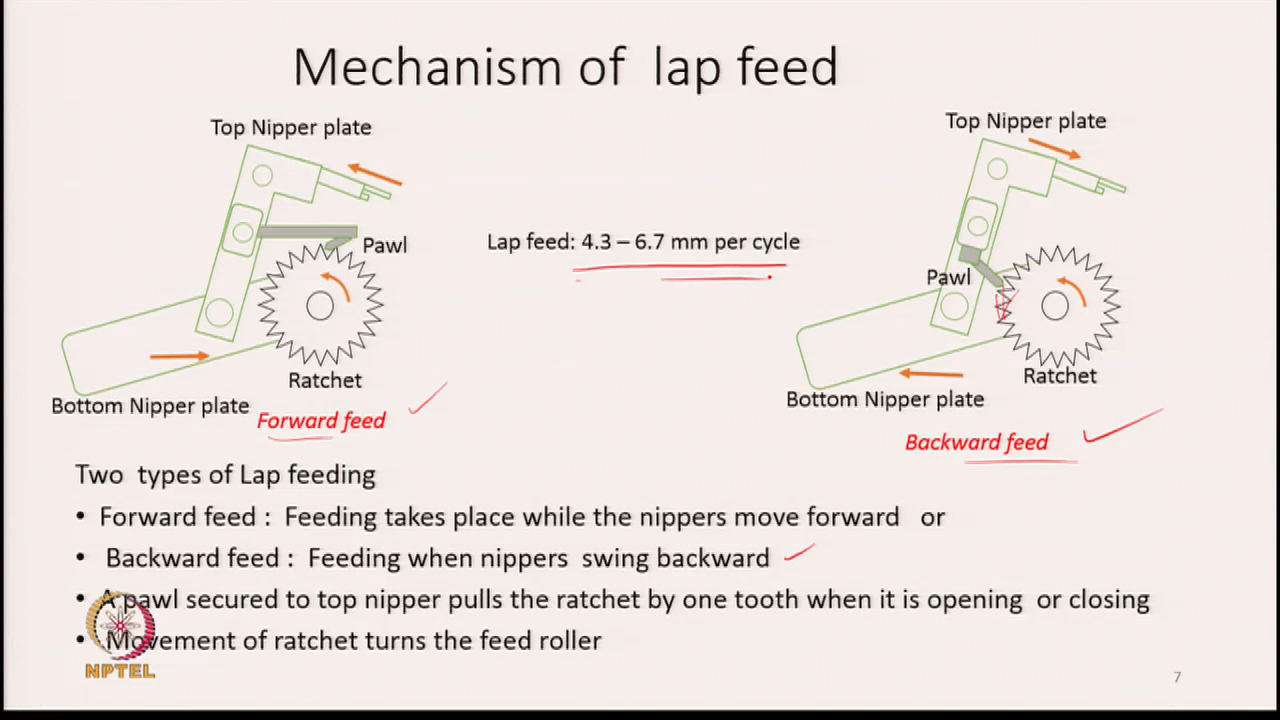 Mechanism of lap feed
Top Nipper plate
Top Nipper plate
Pawl
Lap feed: 4.3 – 6.7 mm per cycle
Pawl
Ratchet
Ratchet
Bottom Nipper plate
Bottom Nipper plate
Forward feed
Backward feed
Two types of Lap feeding
• Forward feed : Feeding takes place while the nippers move forward or
• Backward feed : Feeding when nippers swing backward
• A pawl secured to top nipper pulls the ratchet by one tooth when it is opening or closing
• Movement of ratchet turns the feed roller
NPTEL
7